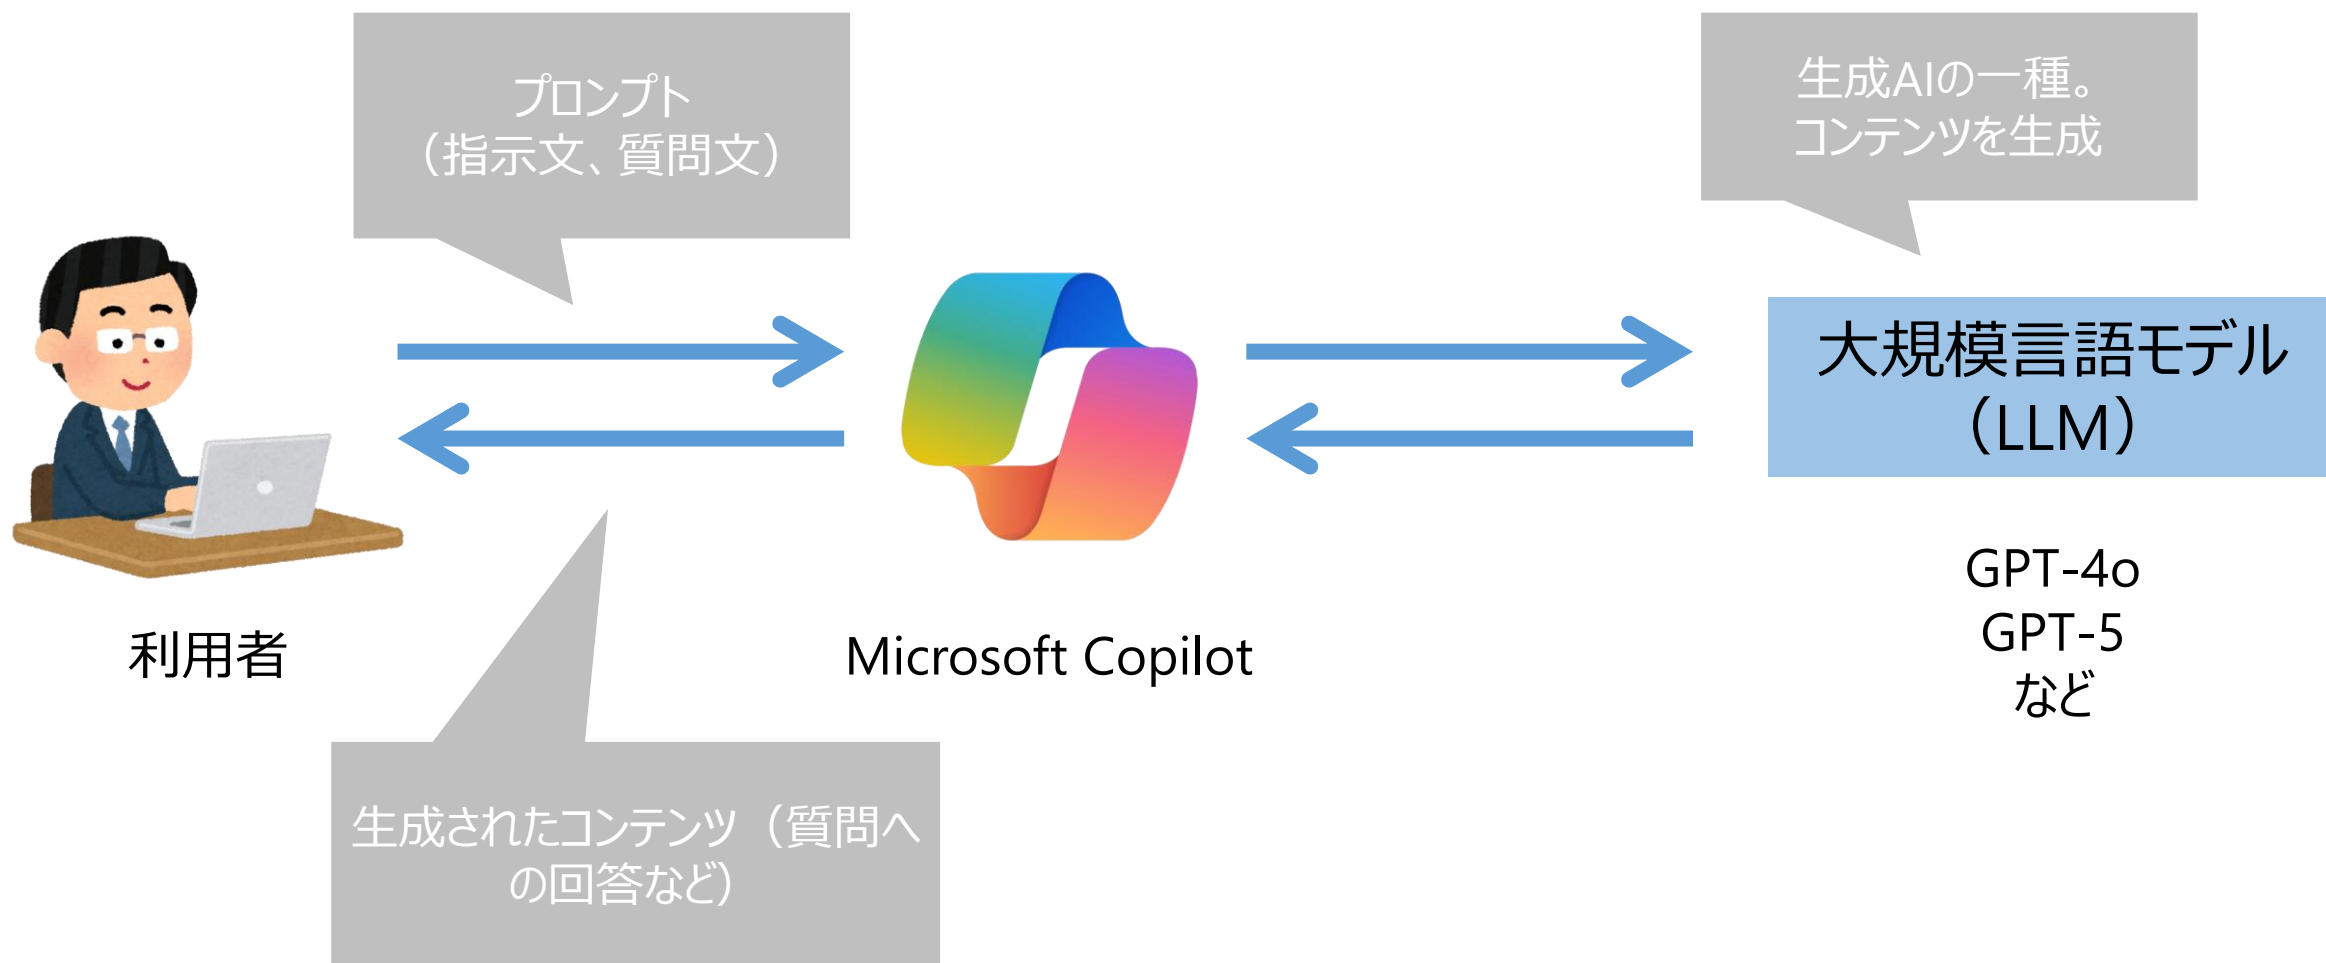 プロンプト
（指示文、質問文）
生成AIの一種。
コンテンツを生成
大規模言語モデル
（LLM）
GPT-4o
GPT-5
など
利用者
Microsoft Copilot
生成されたコンテンツ（質問へ
の回答など）